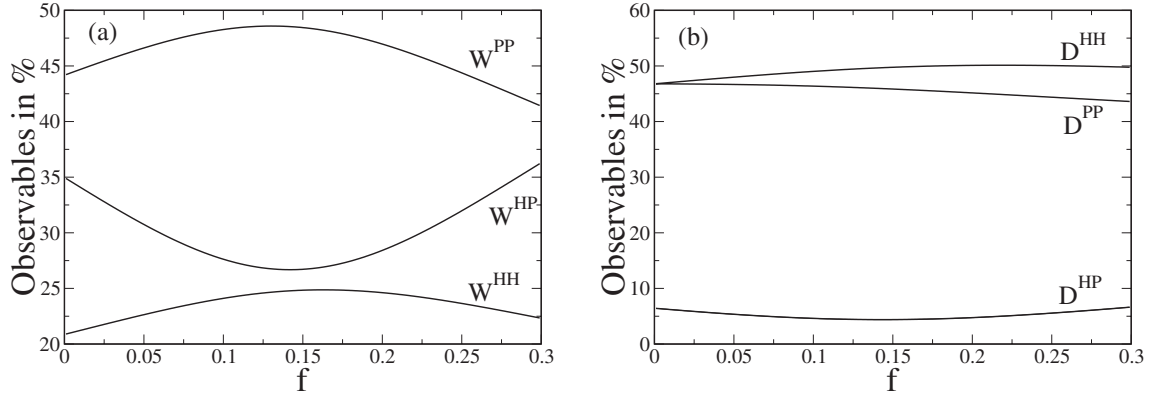 (a)
Observables in %
50
45
40
35
30
25
20
W^PP
W^HP
W^HH
0 0.05 0.1 0.15 0.2 0.25 0.3
f
(b)
Observables in %
60
50
40
30
20
10
0
D^HH
D^PP
D^HP
0 0.05 0.1 0.15 0.2 0.25 0.3
f